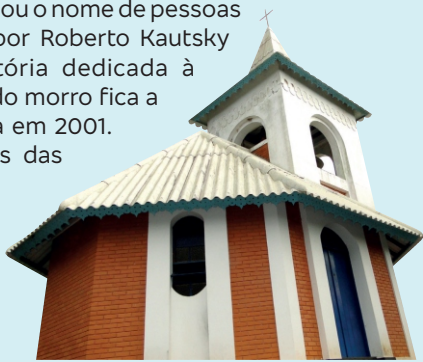 ou o nome de pessoas
por Roberto Kautsky
tória dedicada à
do morro fica a
em 2001.
s das